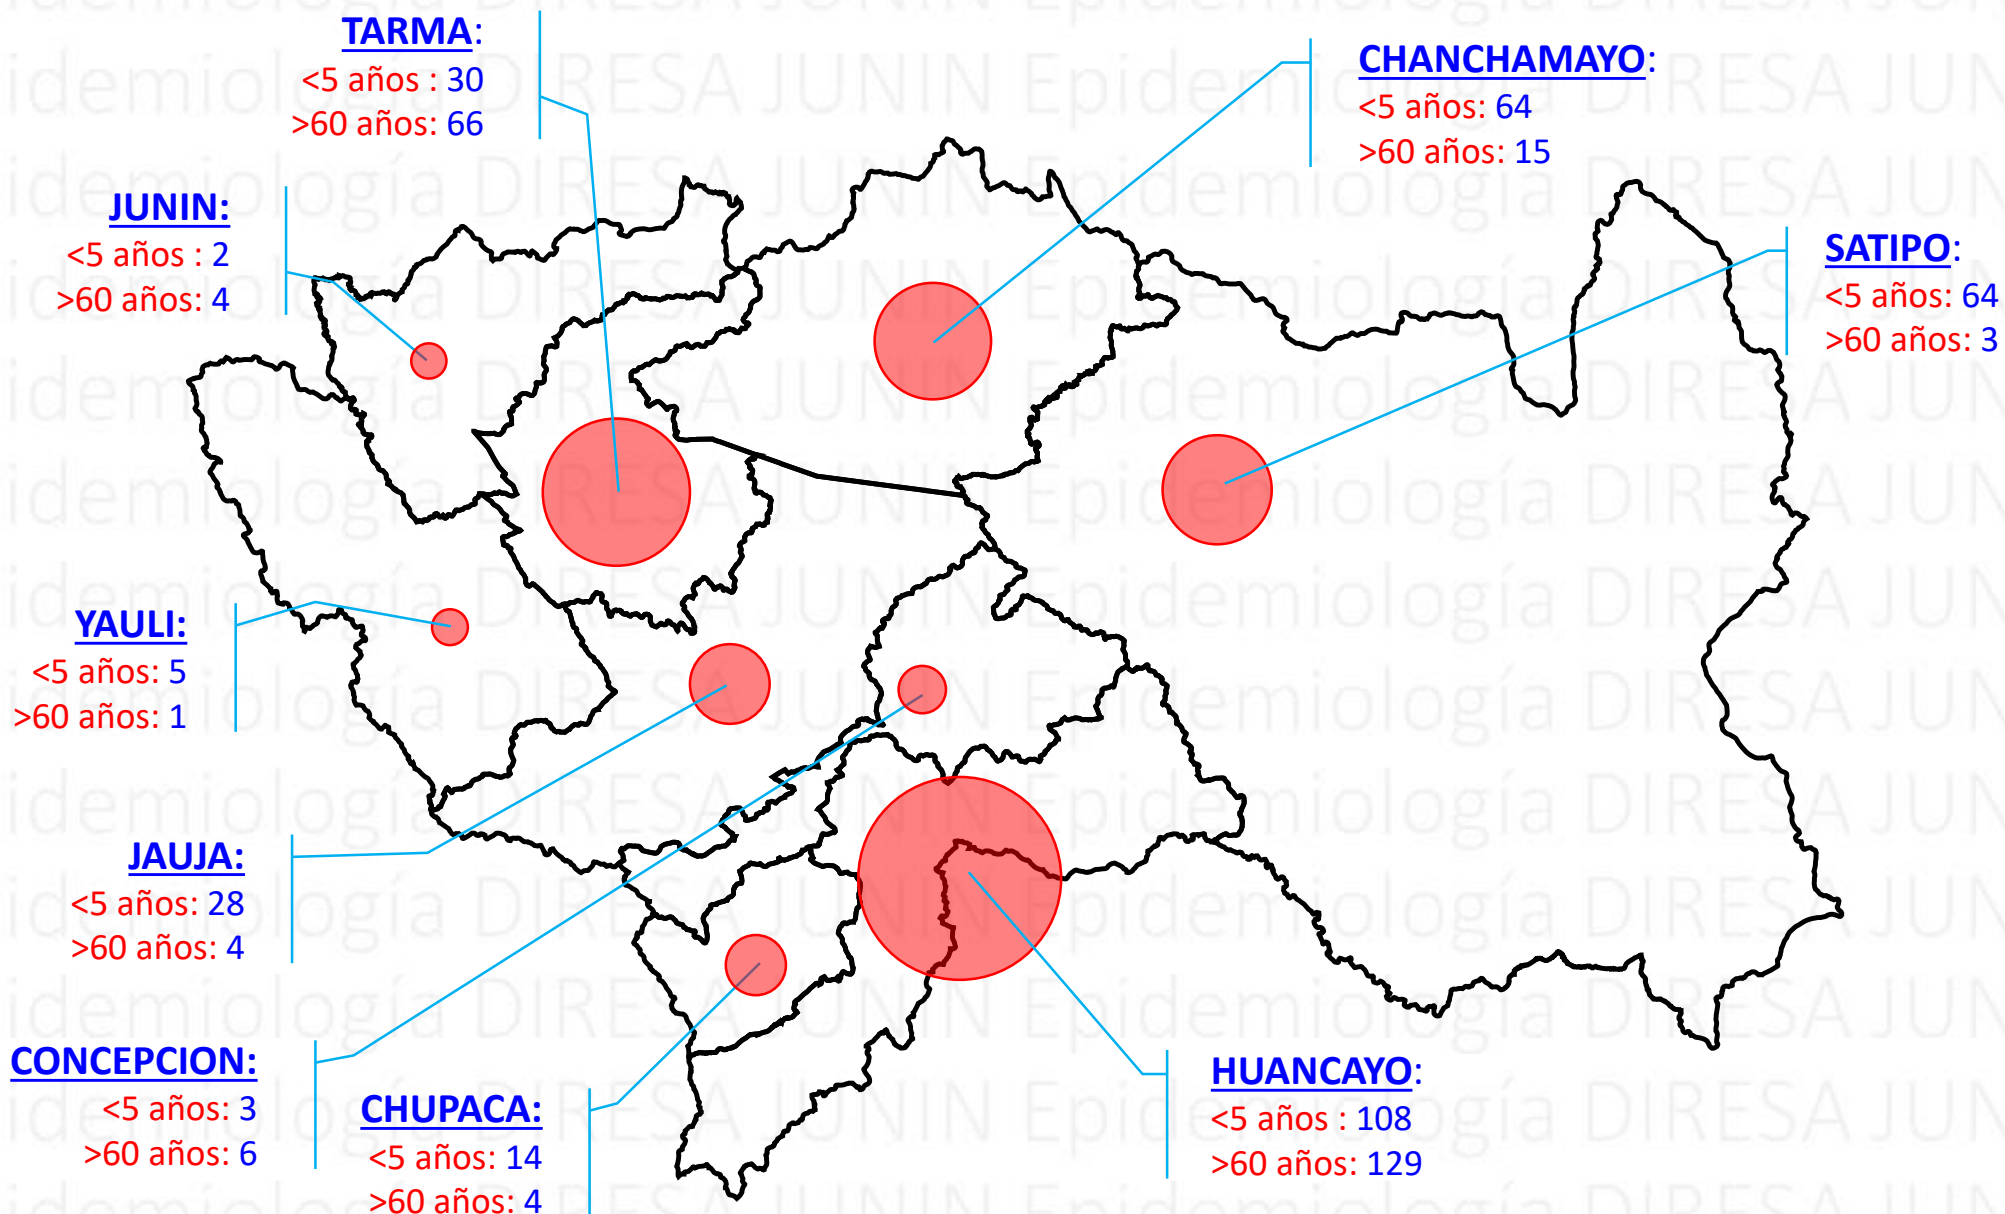 TARMA:
<5 años : 30
>60 años: 66
CHANCHAMAYO:
<5 años: 64
>60 años: 15
JUNIN:
<5 años : 2
>60 años: 4
SATIPO:
<5 años: 64
>60 años: 3
YAULI:
<5 años: 5
>60 años: 1
JAUJA:
<5 años: 28
>60 años: 4
CONCEPCION:
<5 años: 3
>60 años: 6
CHUPACA:
<5 años: 14
>60 años: 4
HUANCAYO:
<5 años : 108
>60 años: 129
Epidemiología DIRESA JUNIN